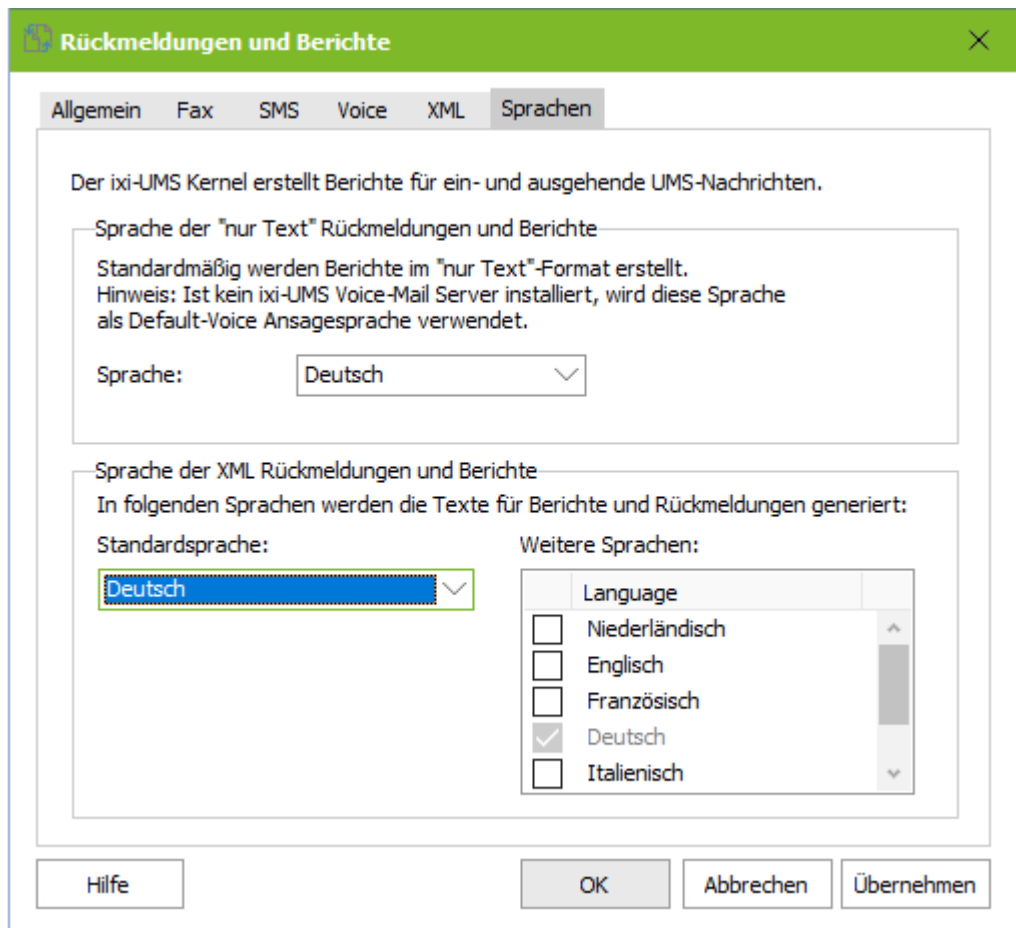 Rückmeldungen und Berichte
Allgemein Fax SMS Voice XML Sprachen
Der ixi-UMS Kernel erstellt Berichte für ein- und ausgehende UMS-Nachrichten.
Sprache der "nur Text" Rückmeldungen und Berichte
Standardmäßig werden Berichte im "nur Text"-Format erstellt.
Hinweis: Ist kein ixi-UMS Voice-Mail Server installiert, wird diese Sprache
als Default-Voice Ansagesprache verwendet.
Sprache: Deutsch
Sprache der XML Rückmeldungen und Berichte
In folgenden Sprachen werden die Texte für Berichte und Rückmeldungen generiert:
Standardsprache:
Deutsch
Weitere Sprachen:
Language
Niederländisch
Englisch
Französisch
Deutsch
Italienisch
Hilfe OK Abbrechen Übernehmen